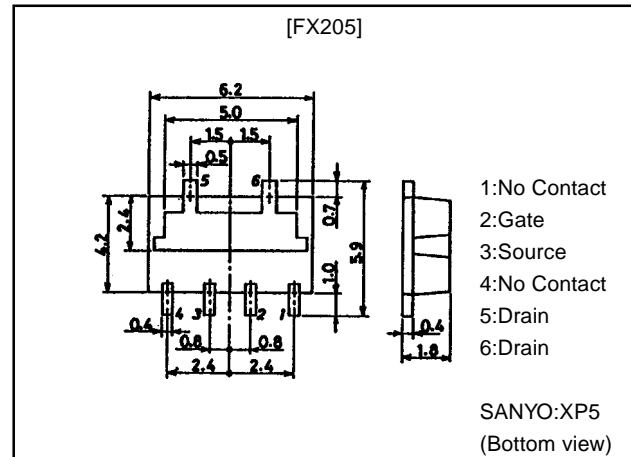 [FX205]
6.2
5.0
1.5 1.5
0.5
5 6
4.2
2.4
0.7
5.9
1.0
4 3 2 1
0.4
0.8 0.8
2.4 2.4
0.4
1.8
1:No Contact
2:Gate
3:Source
4:No Contact
5:Drain
6:Drain
SANYO:XP5
(Bottom view)